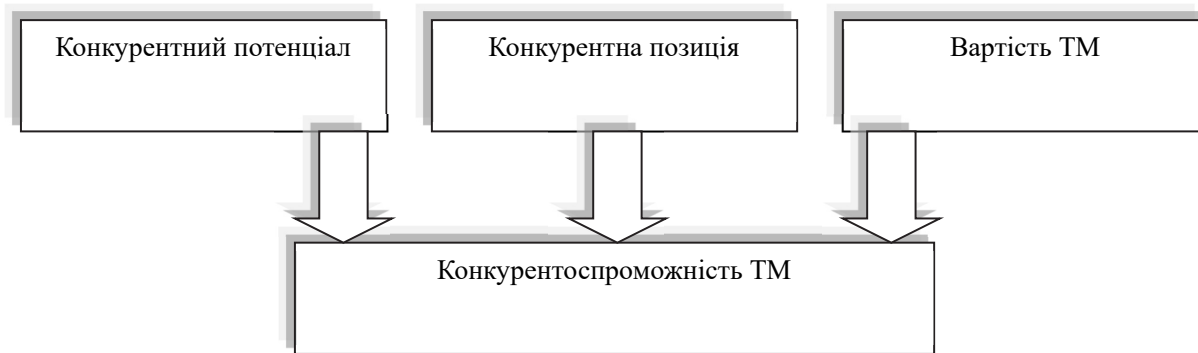 Конкурентний потенціал
Конкурентна позиція
Вартість ТМ
Конкурентоспроможність ТМ